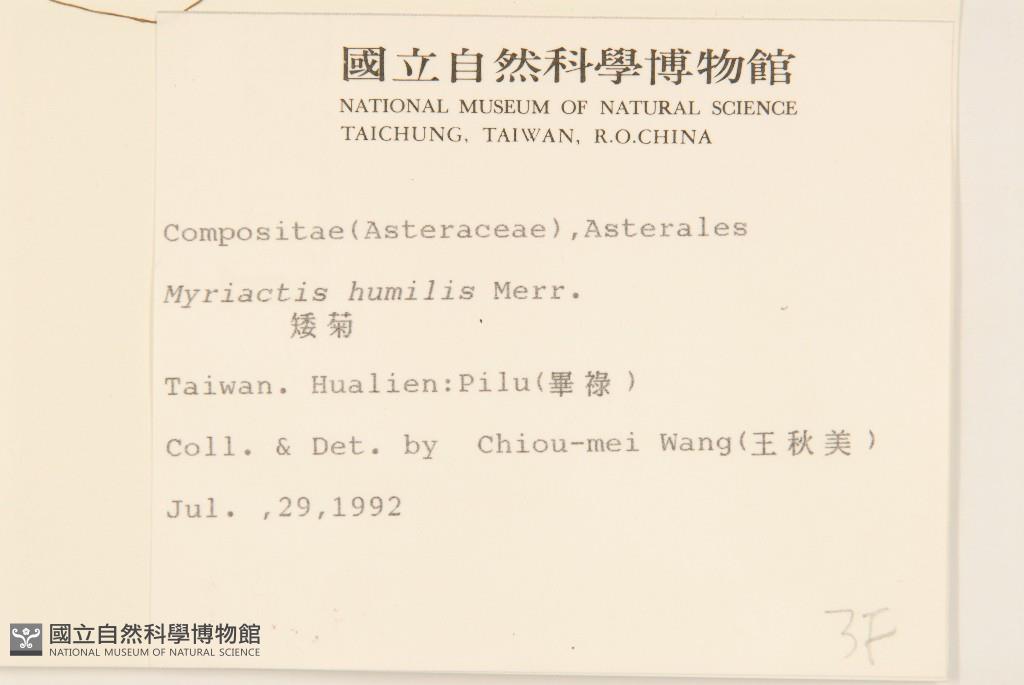 國立自然科學博物館
NATIONAL MUSEUM OF NATURAL SCIENCE
TAICHUNG, TAIWAN, R.O.CHINA
Compositae(Asteraceae),Asterales
Myriactis humilis Merr.
矮菊
Taiwan. Hualien:Pilu(畢祿)
Coll. & Det. by Chiou-mei Wang(王秋美)
Jul. ,29,1992
3F
國立自然科學博物館
NATIONAL MUSEUM OF NATURAL SCIENCE